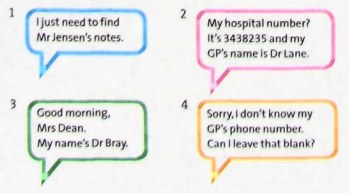 1
I just need to find
Mr Jensen's notes.
2
My hospital number?
It's 3438235 and my
GP's name is Dr Lane.
3
Good morning,
Mrs Dean.
My name's Dr Bray.
4
Sorry, I don't know my
GP's phone number.
Can I leave that blank?